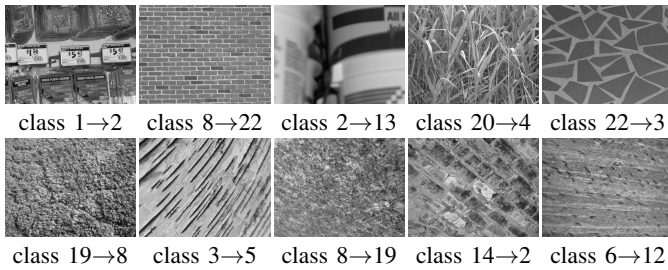 All
class 1→2 class 8→22 class 2→13 class 20→4 class 22→3
class 19→8 class 3→5 class 8→19 class 14→2 class 6→12